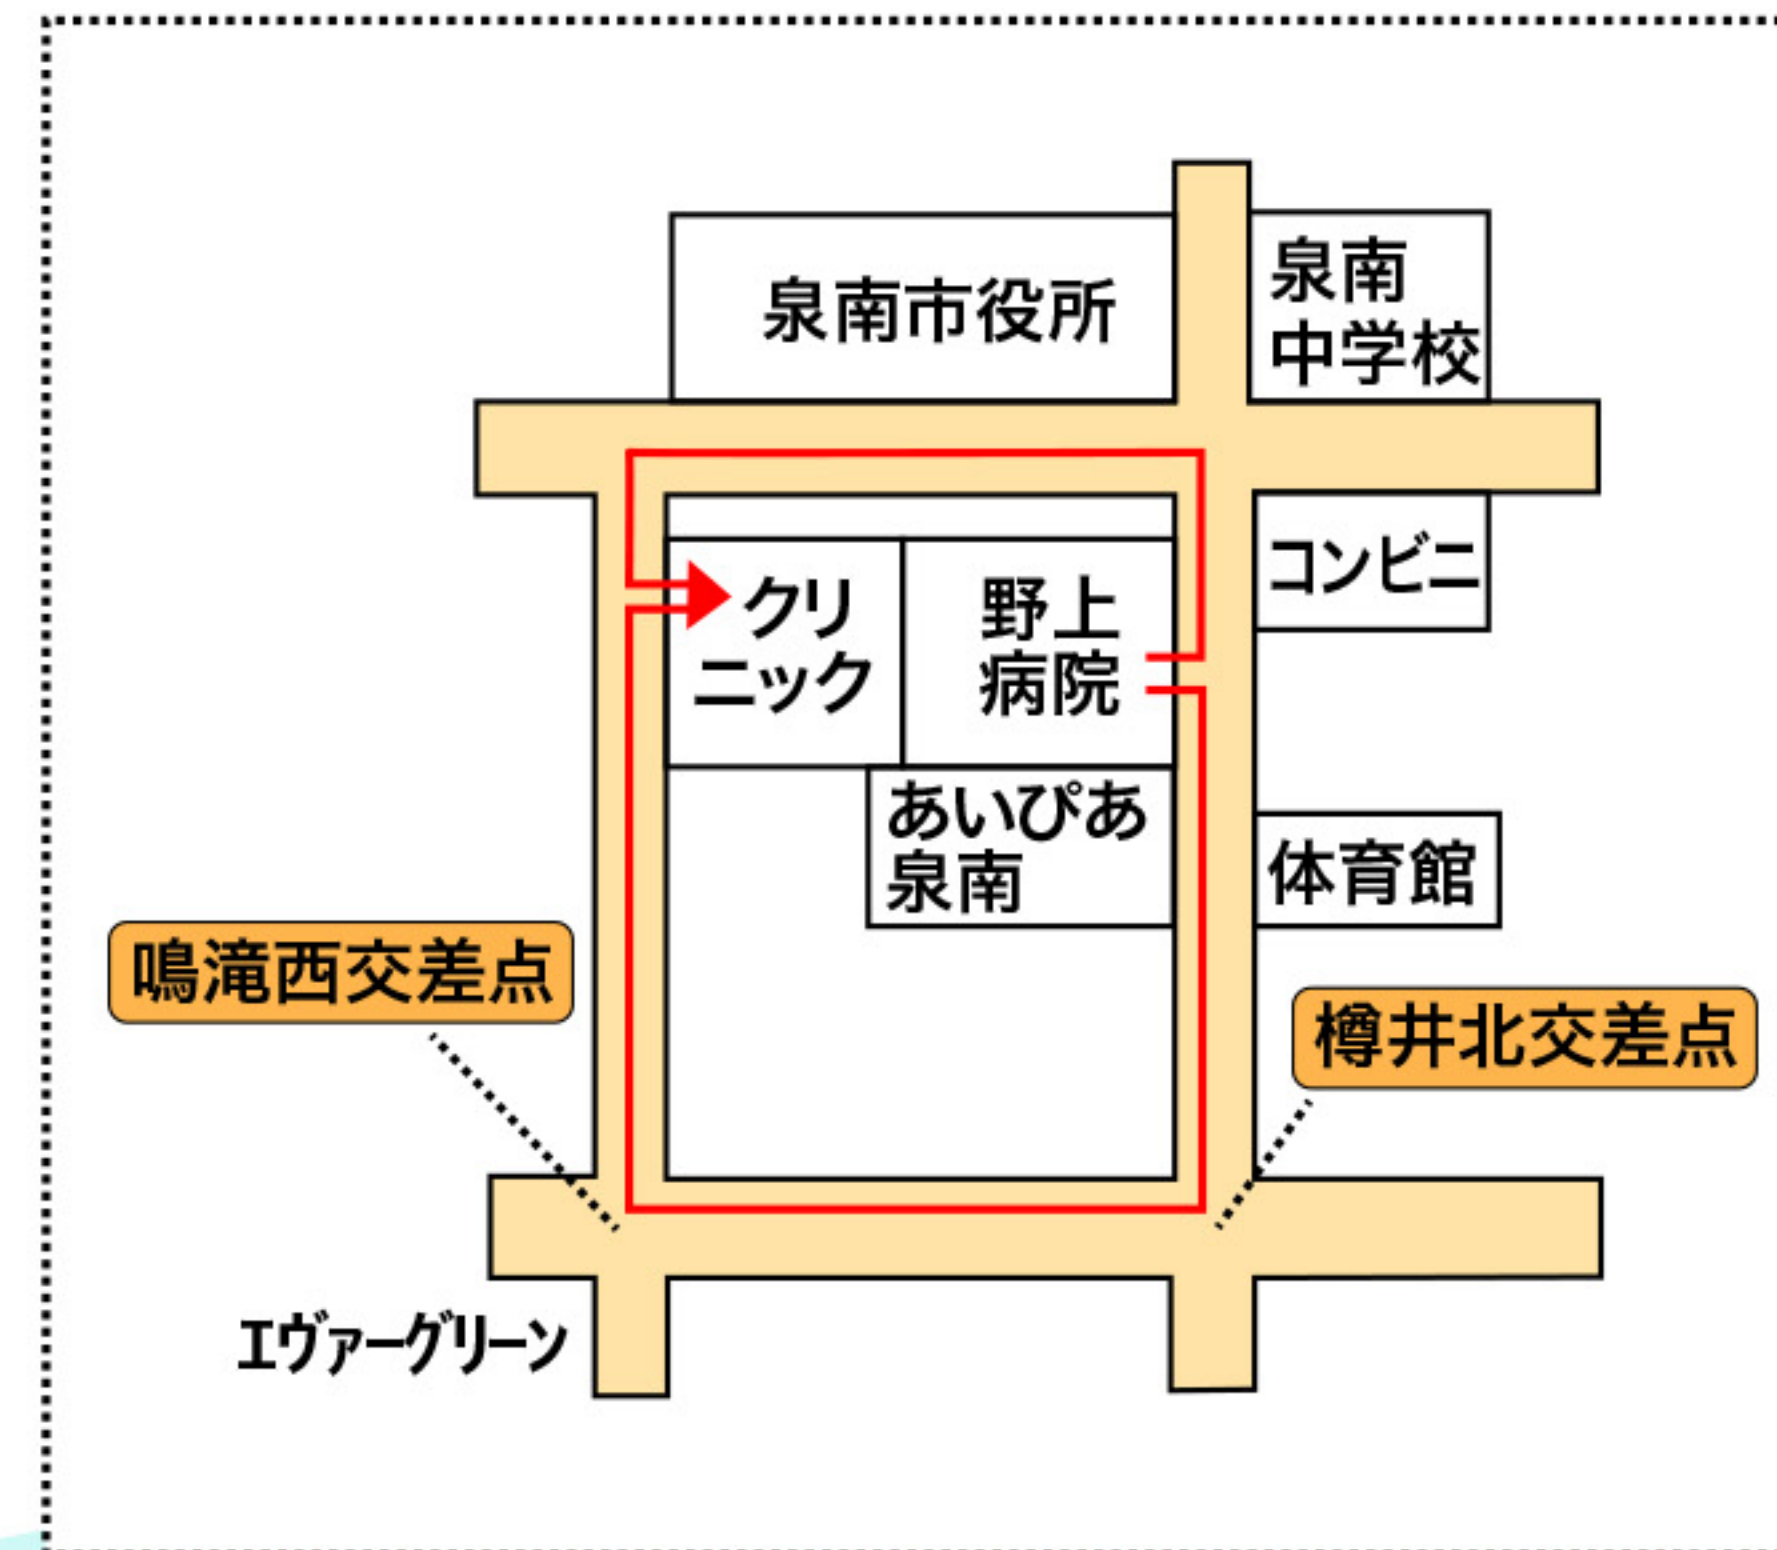 泉南市役所
泉南
中学校
クリ
ニック
野上
病院
コンビニ
あいぴあ
泉南
体育館
鳴滝西交差点
樽井北交差点
エヴァーグリーン